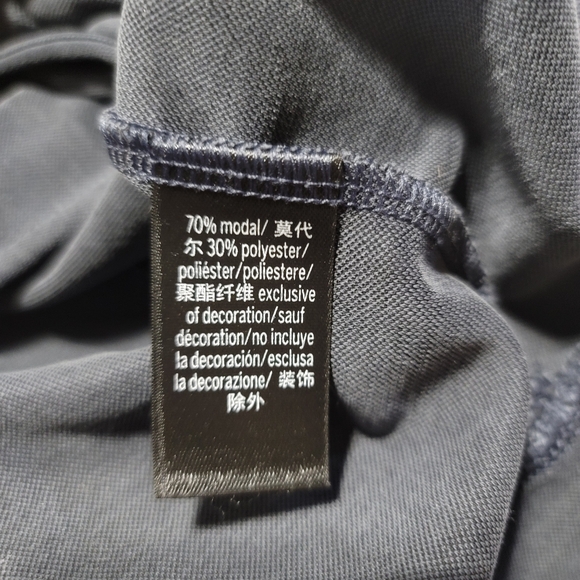 70% modal/ 莫代
尔 30% polyester/
poliéster/poliestere/
聚酯纤维 exclusive
of decoration/sauf
décoration/no incluye
la decoración/esclusa
la decorazione/ 装饰
除外